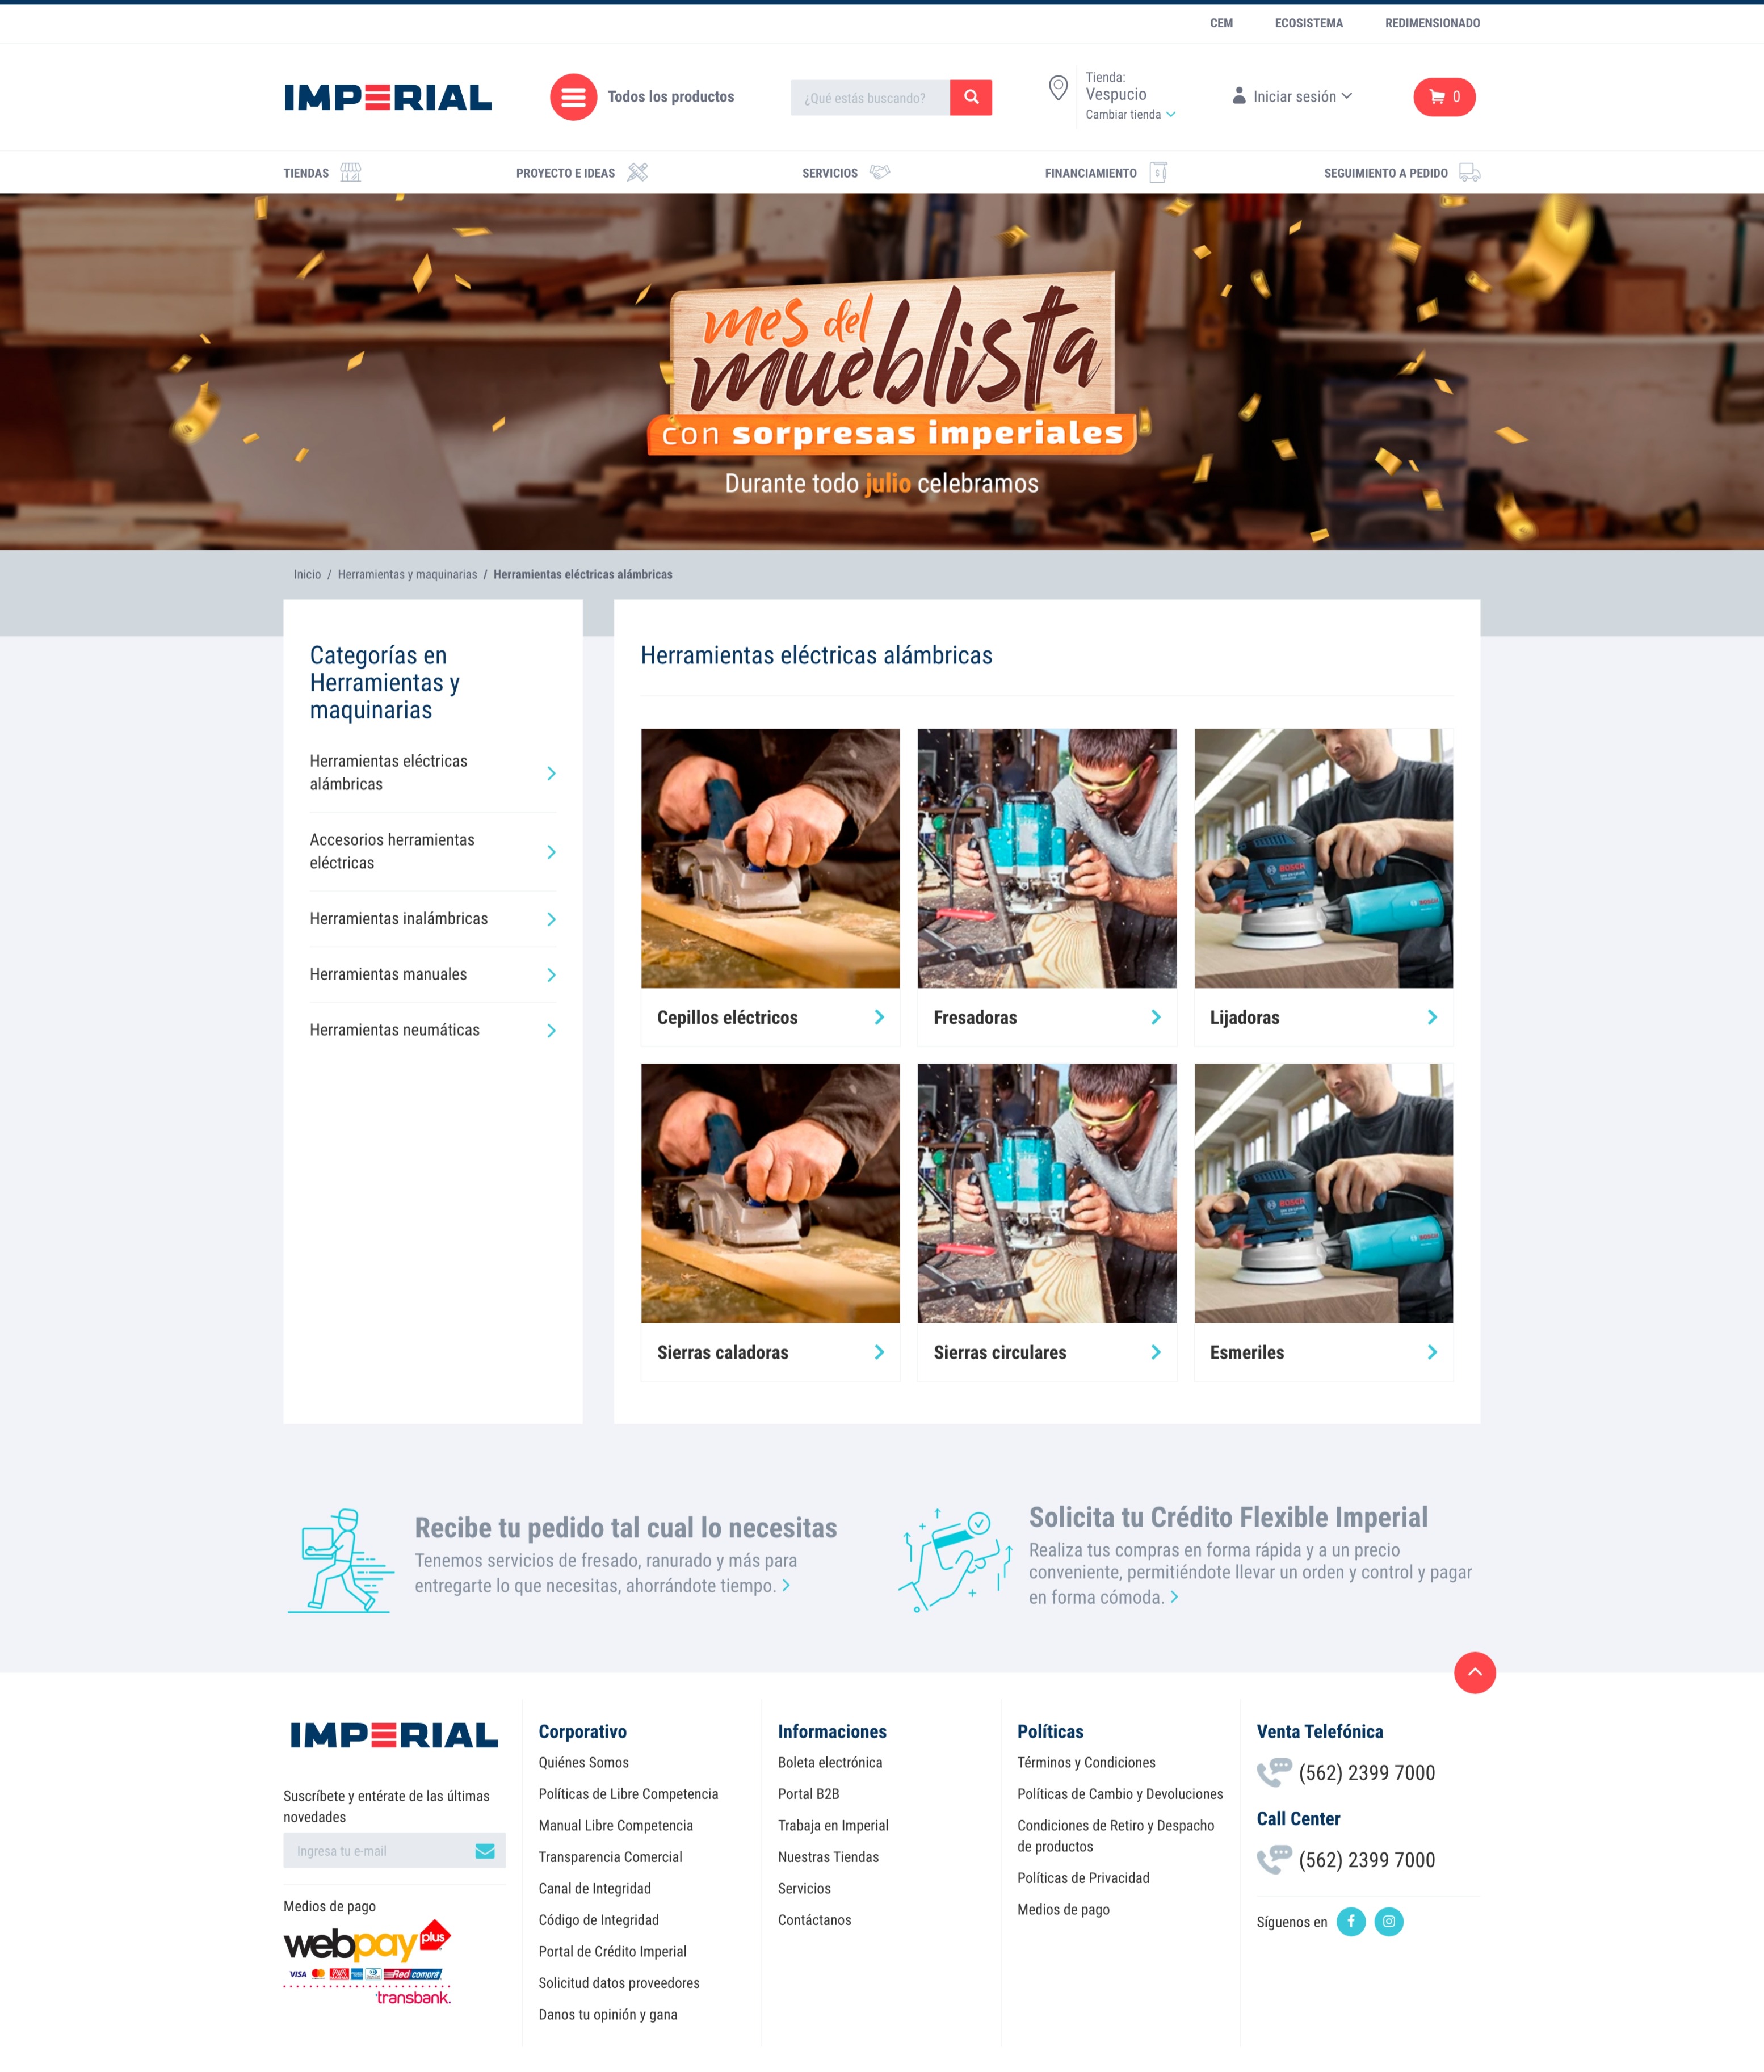 CEM
ECOSISTEMA
REDIMENSIONADO
IMPERIAL
Todos los productos
¿Qué estás buscando?
Tienda:
Vespucio
Cambiar tienda
Iniciar sesión
0
TIENDAS
PROYECTO E IDEAS
SERVICIOS
FINANCIAMIENTO
SEGUIMIENTO A PEDIDO
mes del
mueblista
con sorpresas imperiales
Durante todo julio celebramos
Inicio / Herramientas y maquinarias / Herramientas eléctricas alámbricas
Categorías en
Herramientas y
maquinarias
Herramientas eléctricas
alámbricas
Accesorios herramientas
eléctricas
Herramientas inalámbricas
Herramientas manuales
Herramientas neumáticas
Herramientas eléctricas alámbricas
BOSCH
BOSCH
Cepillos eléctricos
Fresadoras
Lijadoras
BOSCH
BOSCH
Sierras caladoras
Sierras circulares
Esmeriles
Recibe tu pedido tal cual lo necesitas
Tenemos servicios de fresado, ranurado y más para
entregarte lo que necesitas, ahorrándote tiempo.
Solicita tu Crédito Flexible Imperial
Realiza tus compras en forma rápida y a un precio
conveniente, permitiéndote llevar un orden y control y pagar
en forma cómoda.
IMPERIAL
Suscríbete y entérate de las últimas
novedades
Ingresa tu e-mail
Medios de pago
webpay plus
VISA
Red compra
transbank.
Corporativo
Quiénes Somos
Políticas de Libre Competencia
Manual Libre Competencia
Transparencia Comercial
Canal de Integridad
Código de Integridad
Portal de Crédito Imperial
Solicitud datos proveedores
Danos tu opinión y gana
Informaciones
Boleta electrónica
Portal B2B
Trabaja en Imperial
Nuestras Tiendas
Servicios
Contáctanos
Políticas
Términos y Condiciones
Políticas de Cambio y Devoluciones
Condiciones de Retiro y Despacho
de productos
Políticas de Privacidad
Medios de pago
Venta Telefónica
(562) 2399 7000
Call Center
(562) 2399 7000
Síguenos en